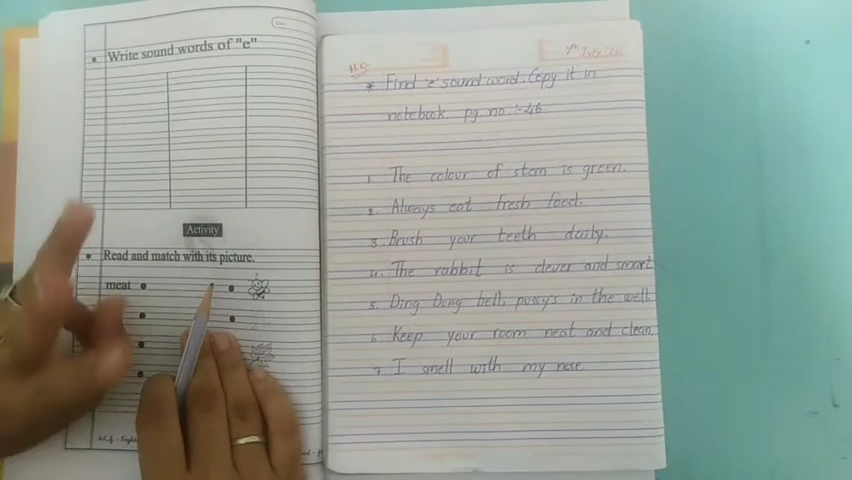 Write sound words of "e"
Activity
Read and match with its picture.
meat
H.C
7th July '20
* Find 'e' sound word. Copy it in
notebook pg no :- 46
1. The colour of stem is green.
2. Always eat fresh food.
3. Brush your teeth daily.
4. The rabbit is clever and smart
5. Ding Dong bell, pussy's in the well
6. Keep your room neat and clean
7. I smell with my nose.